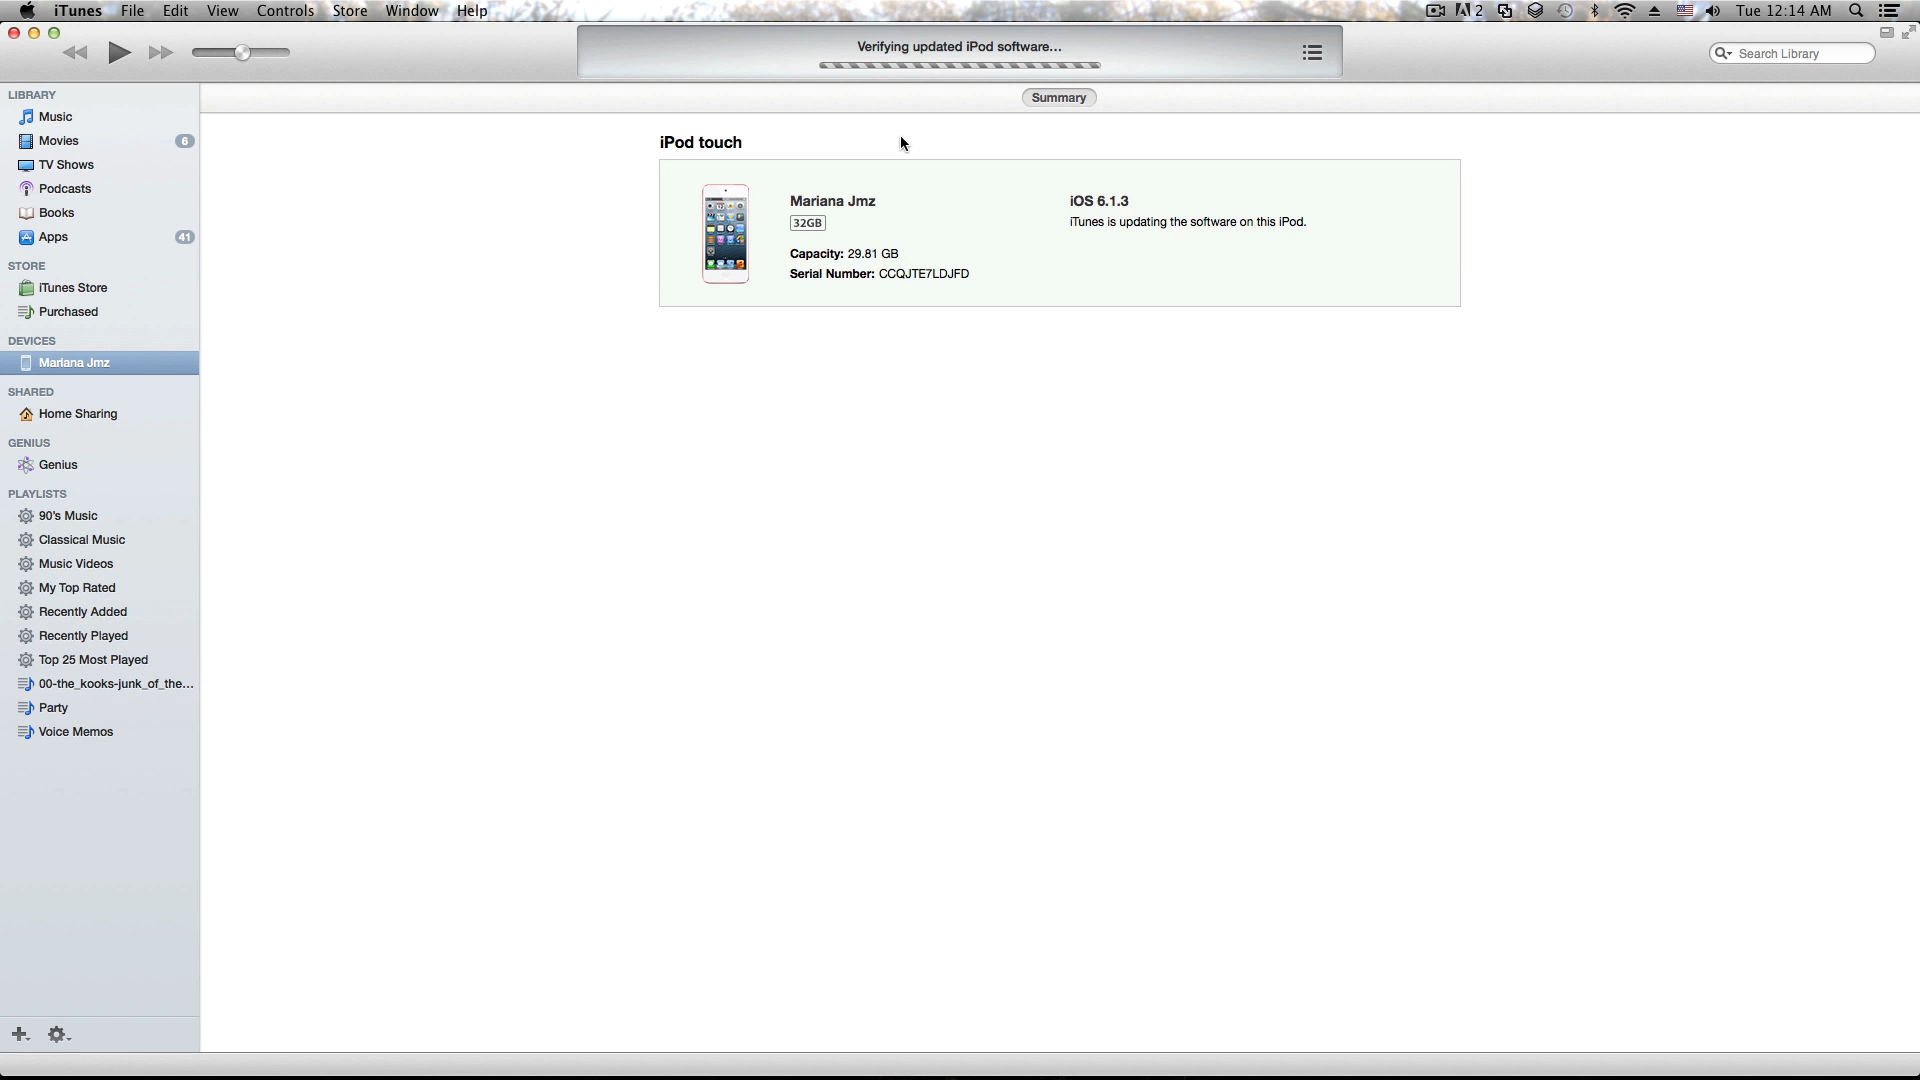 iTunes File Edit View Controls Store Window Help
2 Tue 12:14 AM
Verifying updated iPod software...
Search Library
Summary
LIBRARY
Music
Movies 6
TV Shows
Podcasts
Books
Apps 41
STORE
iTunes Store
Purchased
DEVICES
Mariana Jmz
SHARED
Home Sharing
GENIUS
Genius
PLAYLISTS
90's Music
Classical Music
Music Videos
My Top Rated
Recently Added
Recently Played
Top 25 Most Played
00-the_kooks-junk_of_the...
Party
Voice Memos
iPod touch
Mariana Jmz
32GB
Capacity: 29.81 GB
Serial Number: CCQJTE7LDJFD
iOS 6.1.3
iTunes is updating the software on this iPod.